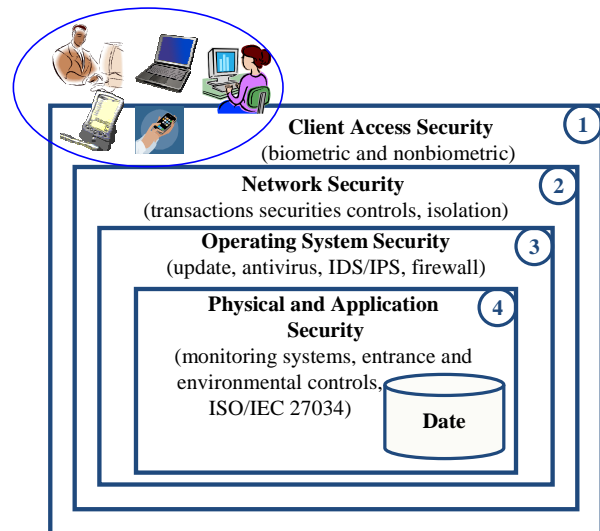 1
Client Access Security
(biometric and nonbiometric)
2
Network Security
(transactions securities controls, isolation)
3
Operating System Security
(update, antivirus, IDS/IPS, firewall)
4
Physical and Application
Security
(monitoring systems, entrance and
environmental controls,
ISO/IEC 27034)
Date